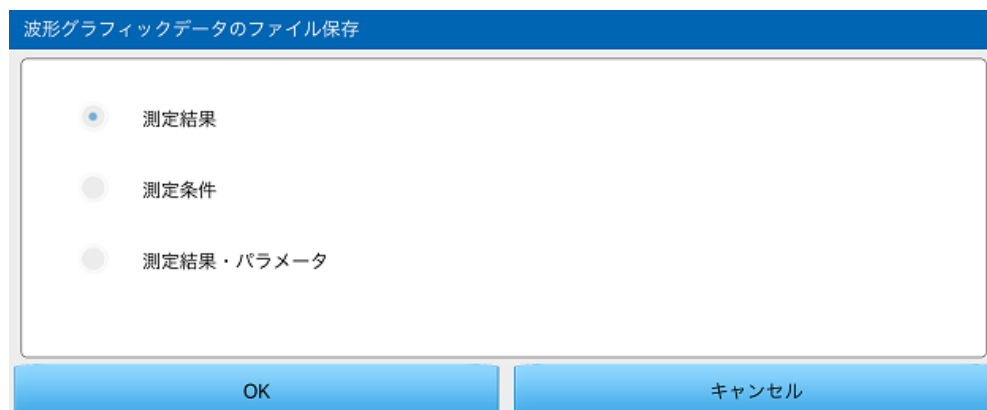 波形グラフィックデータのファイル保存
測定結果
測定条件
測定結果・パラメータ
OK
キャンセル